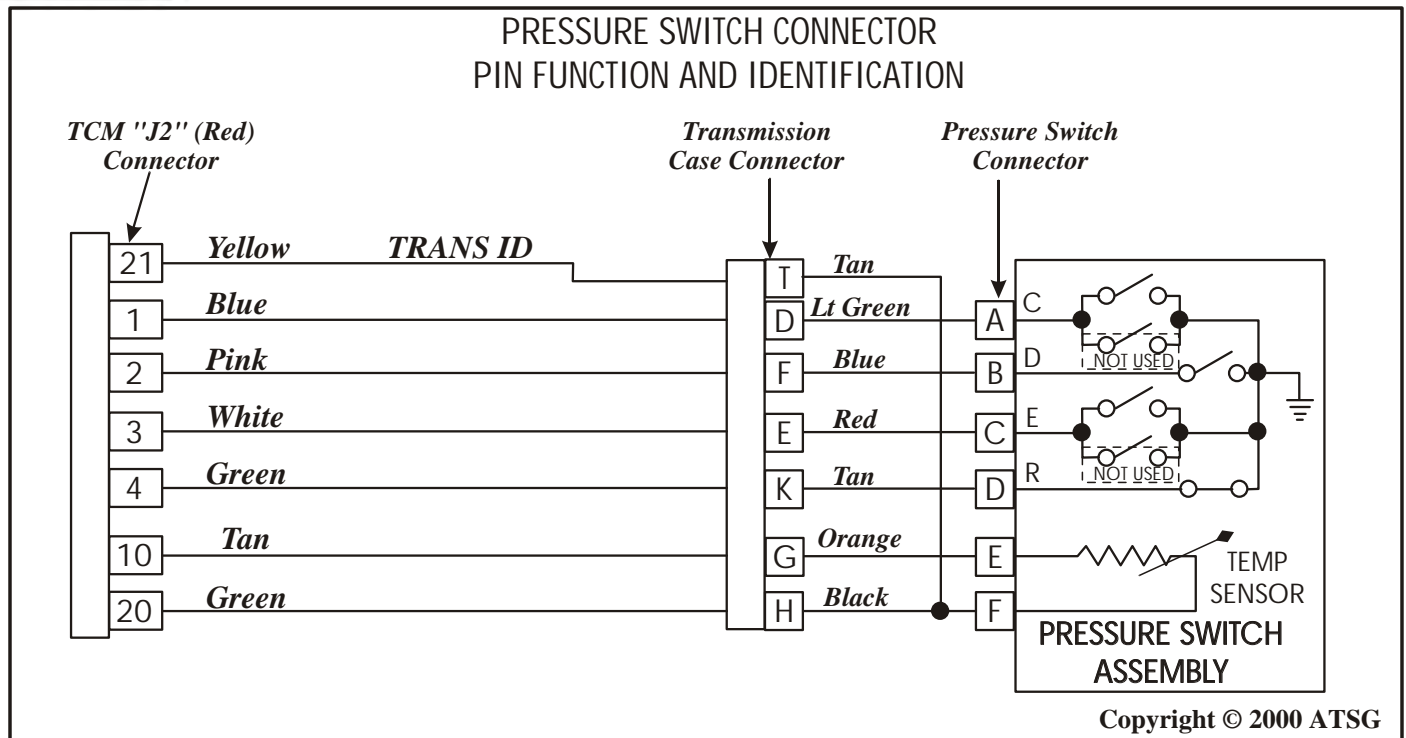 PRESSURE SWITCH CONNECTOR
PIN FUNCTION AND IDENTIFICATION
TCM "J2" (Red)
Connector
Transmission
Case Connector
Pressure Switch
Connector
21 Yellow TRANS ID T Tan
1 Blue D Lt Green A C
NOT USED
2 Pink F Blue B D
3 White E Red C E
NOT USED
4 Green K Tan D R
10 Tan G Orange E
TEMP
SENSOR
20 Green H Black F
PRESSURE SWITCH
ASSEMBLY
Copyright © 2000 ATSG